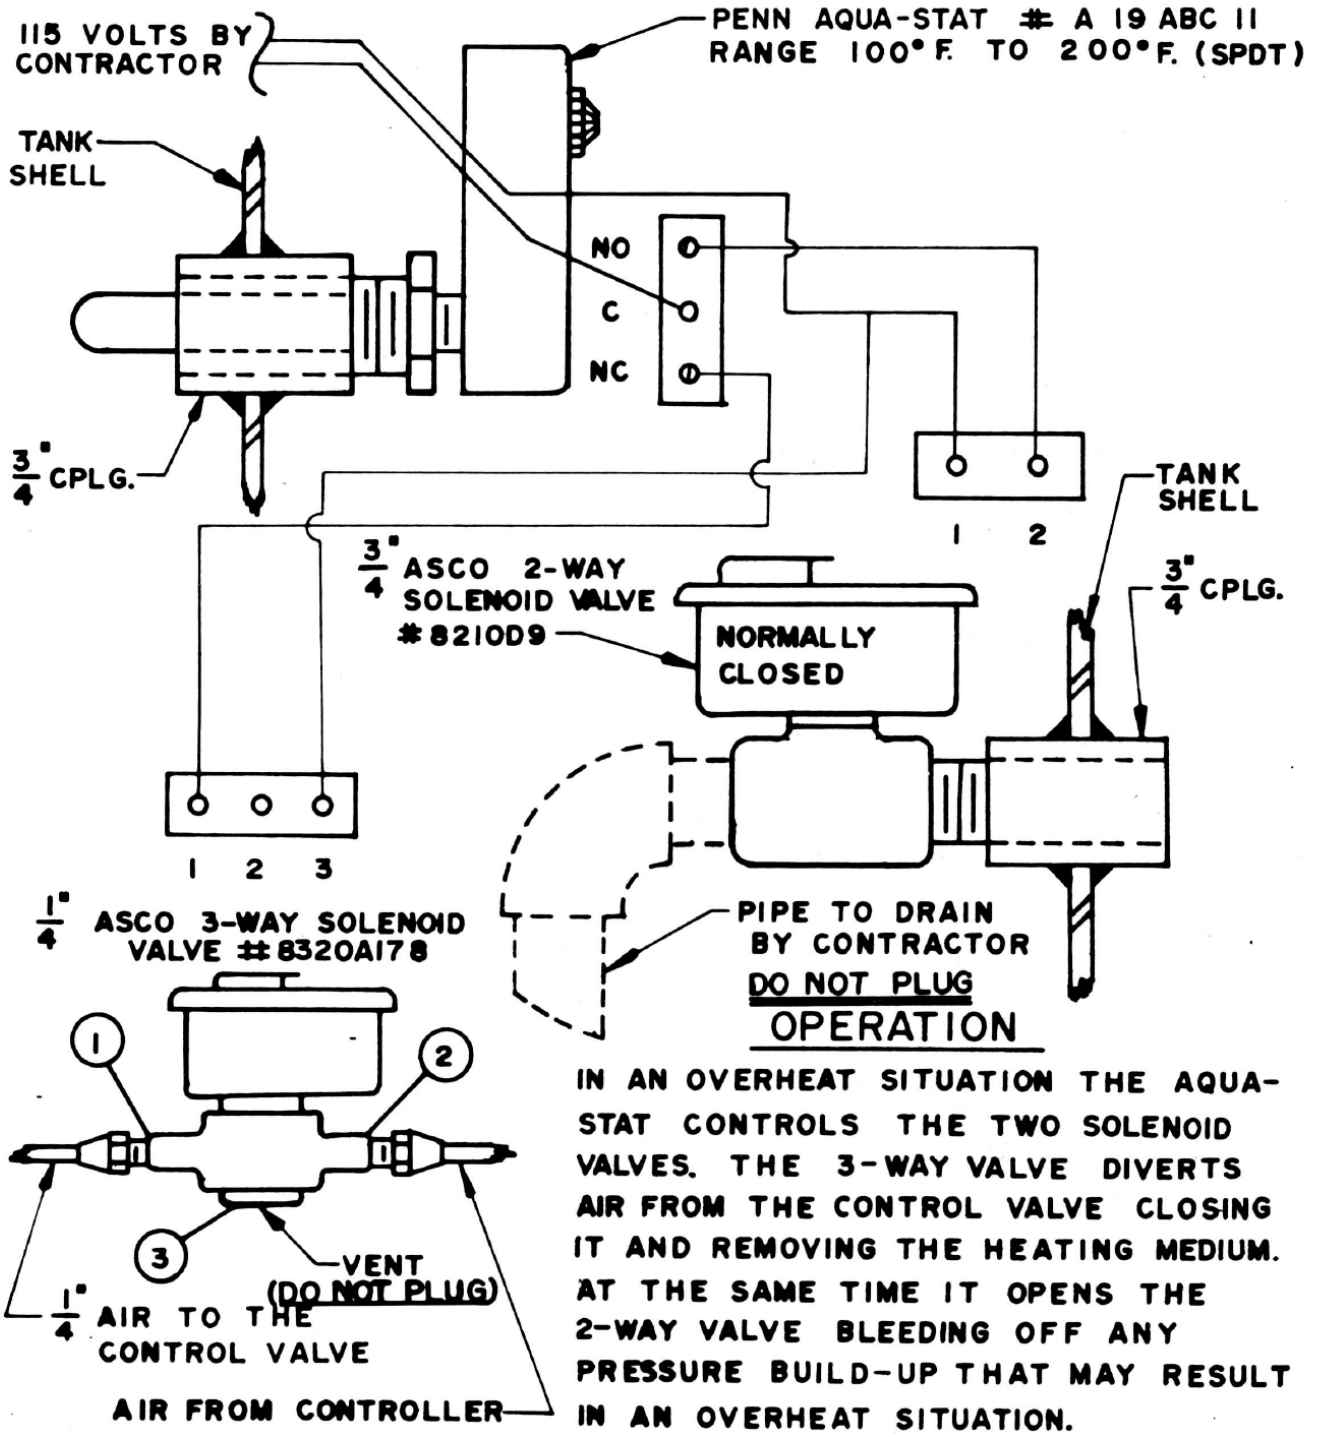 115 VOLTS BY
CONTRACTOR
PENN AQUA-STAT # A 19 ABC 11
RANGE 100°F. TO 200°F. (SPDT)
TANK
SHELL
NO
C
NC
3/4" CPLG.
1 2
TANK
SHELL
3/4" CPLG.
3/4" ASCO 2-WAY
SOLENOID VALVE
# 8210D9
NORMALLY
CLOSED
1 2 3
1/4" ASCO 3-WAY SOLENOID
VALVE # 8320A178
PIPE TO DRAIN
BY CONTRACTOR
DO NOT PLUG
1
2
3
VENT
(DO NOT PLUG)
1/4" AIR TO THE
CONTROL VALVE
AIR FROM CONTROLLER
OPERATION
IN AN OVERHEAT SITUATION THE AQUA-
STAT CONTROLS THE TWO SOLENOID
VALVES. THE 3-WAY VALVE DIVERTS
AIR FROM THE CONTROL VALVE CLOSING
IT AND REMOVING THE HEATING MEDIUM.
AT THE SAME TIME IT OPENS THE
2-WAY VALVE BLEEDING OFF ANY
PRESSURE BUILD-UP THAT MAY RESULT
IN AN OVERHEAT SITUATION.